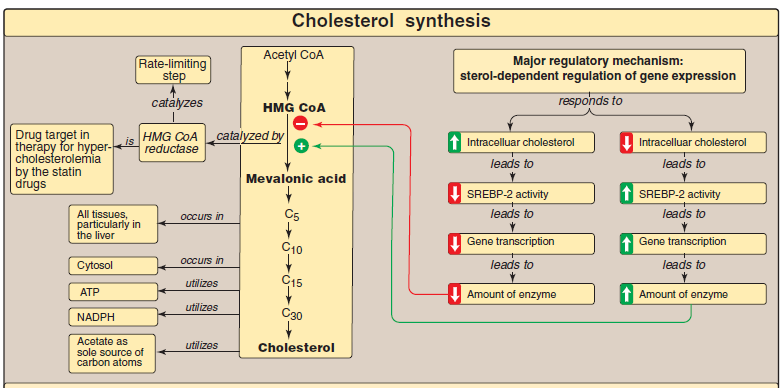 Cholesterol synthesis
Acetyl CoA
HMG CoA
Mevalonic acid
C5
C10
C15
C30
Cholesterol
Rate-limiting
step
catalyzes
HMG CoA
reductase
catalyzed by
is
Drug target in
therapy for hyper-
cholesterolemia
by the statin
drugs
All tissues,
particularly in
the liver
occurs in
Cytosol
occurs in
ATP
utilizes
NADPH
utilizes
Acetate as
sole source of
carbon atoms
utilizes
Major regulatory mechanism:
sterol-dependent regulation of gene expression
responds to
Intracelluar cholesterol
leads to
SREBP-2 activity
leads to
Gene transcription
leads to
Amount of enzyme
Intracelluar cholesterol
leads to
SREBP-2 activity
leads to
Gene transcription
leads to
Amount of enzyme